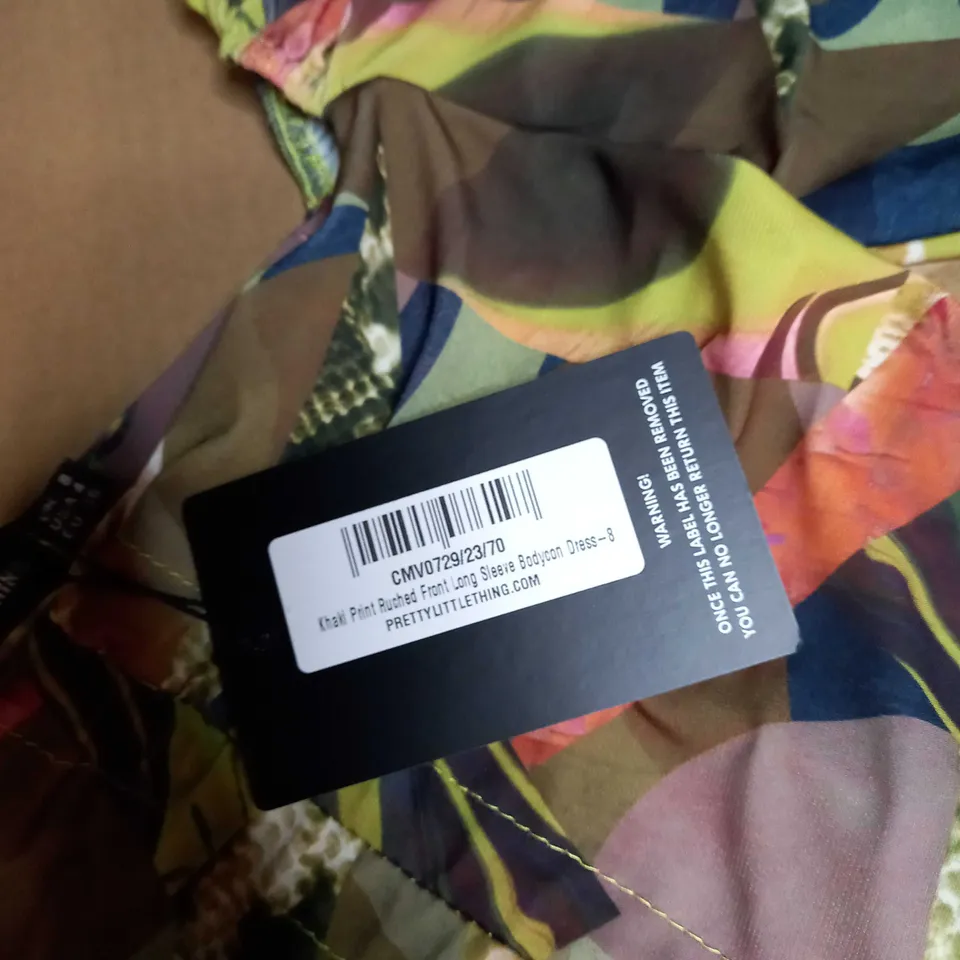 CMV0729/23/70
Khaki Print Ruched Front Long Sleeve Bodycon Dress-8
PRETTYLITTLETHING.COM
WARNING!
ONCE THIS LABEL HAS BEEN REMOVED
YOU CAN NO LONGER RETURN THIS ITEM